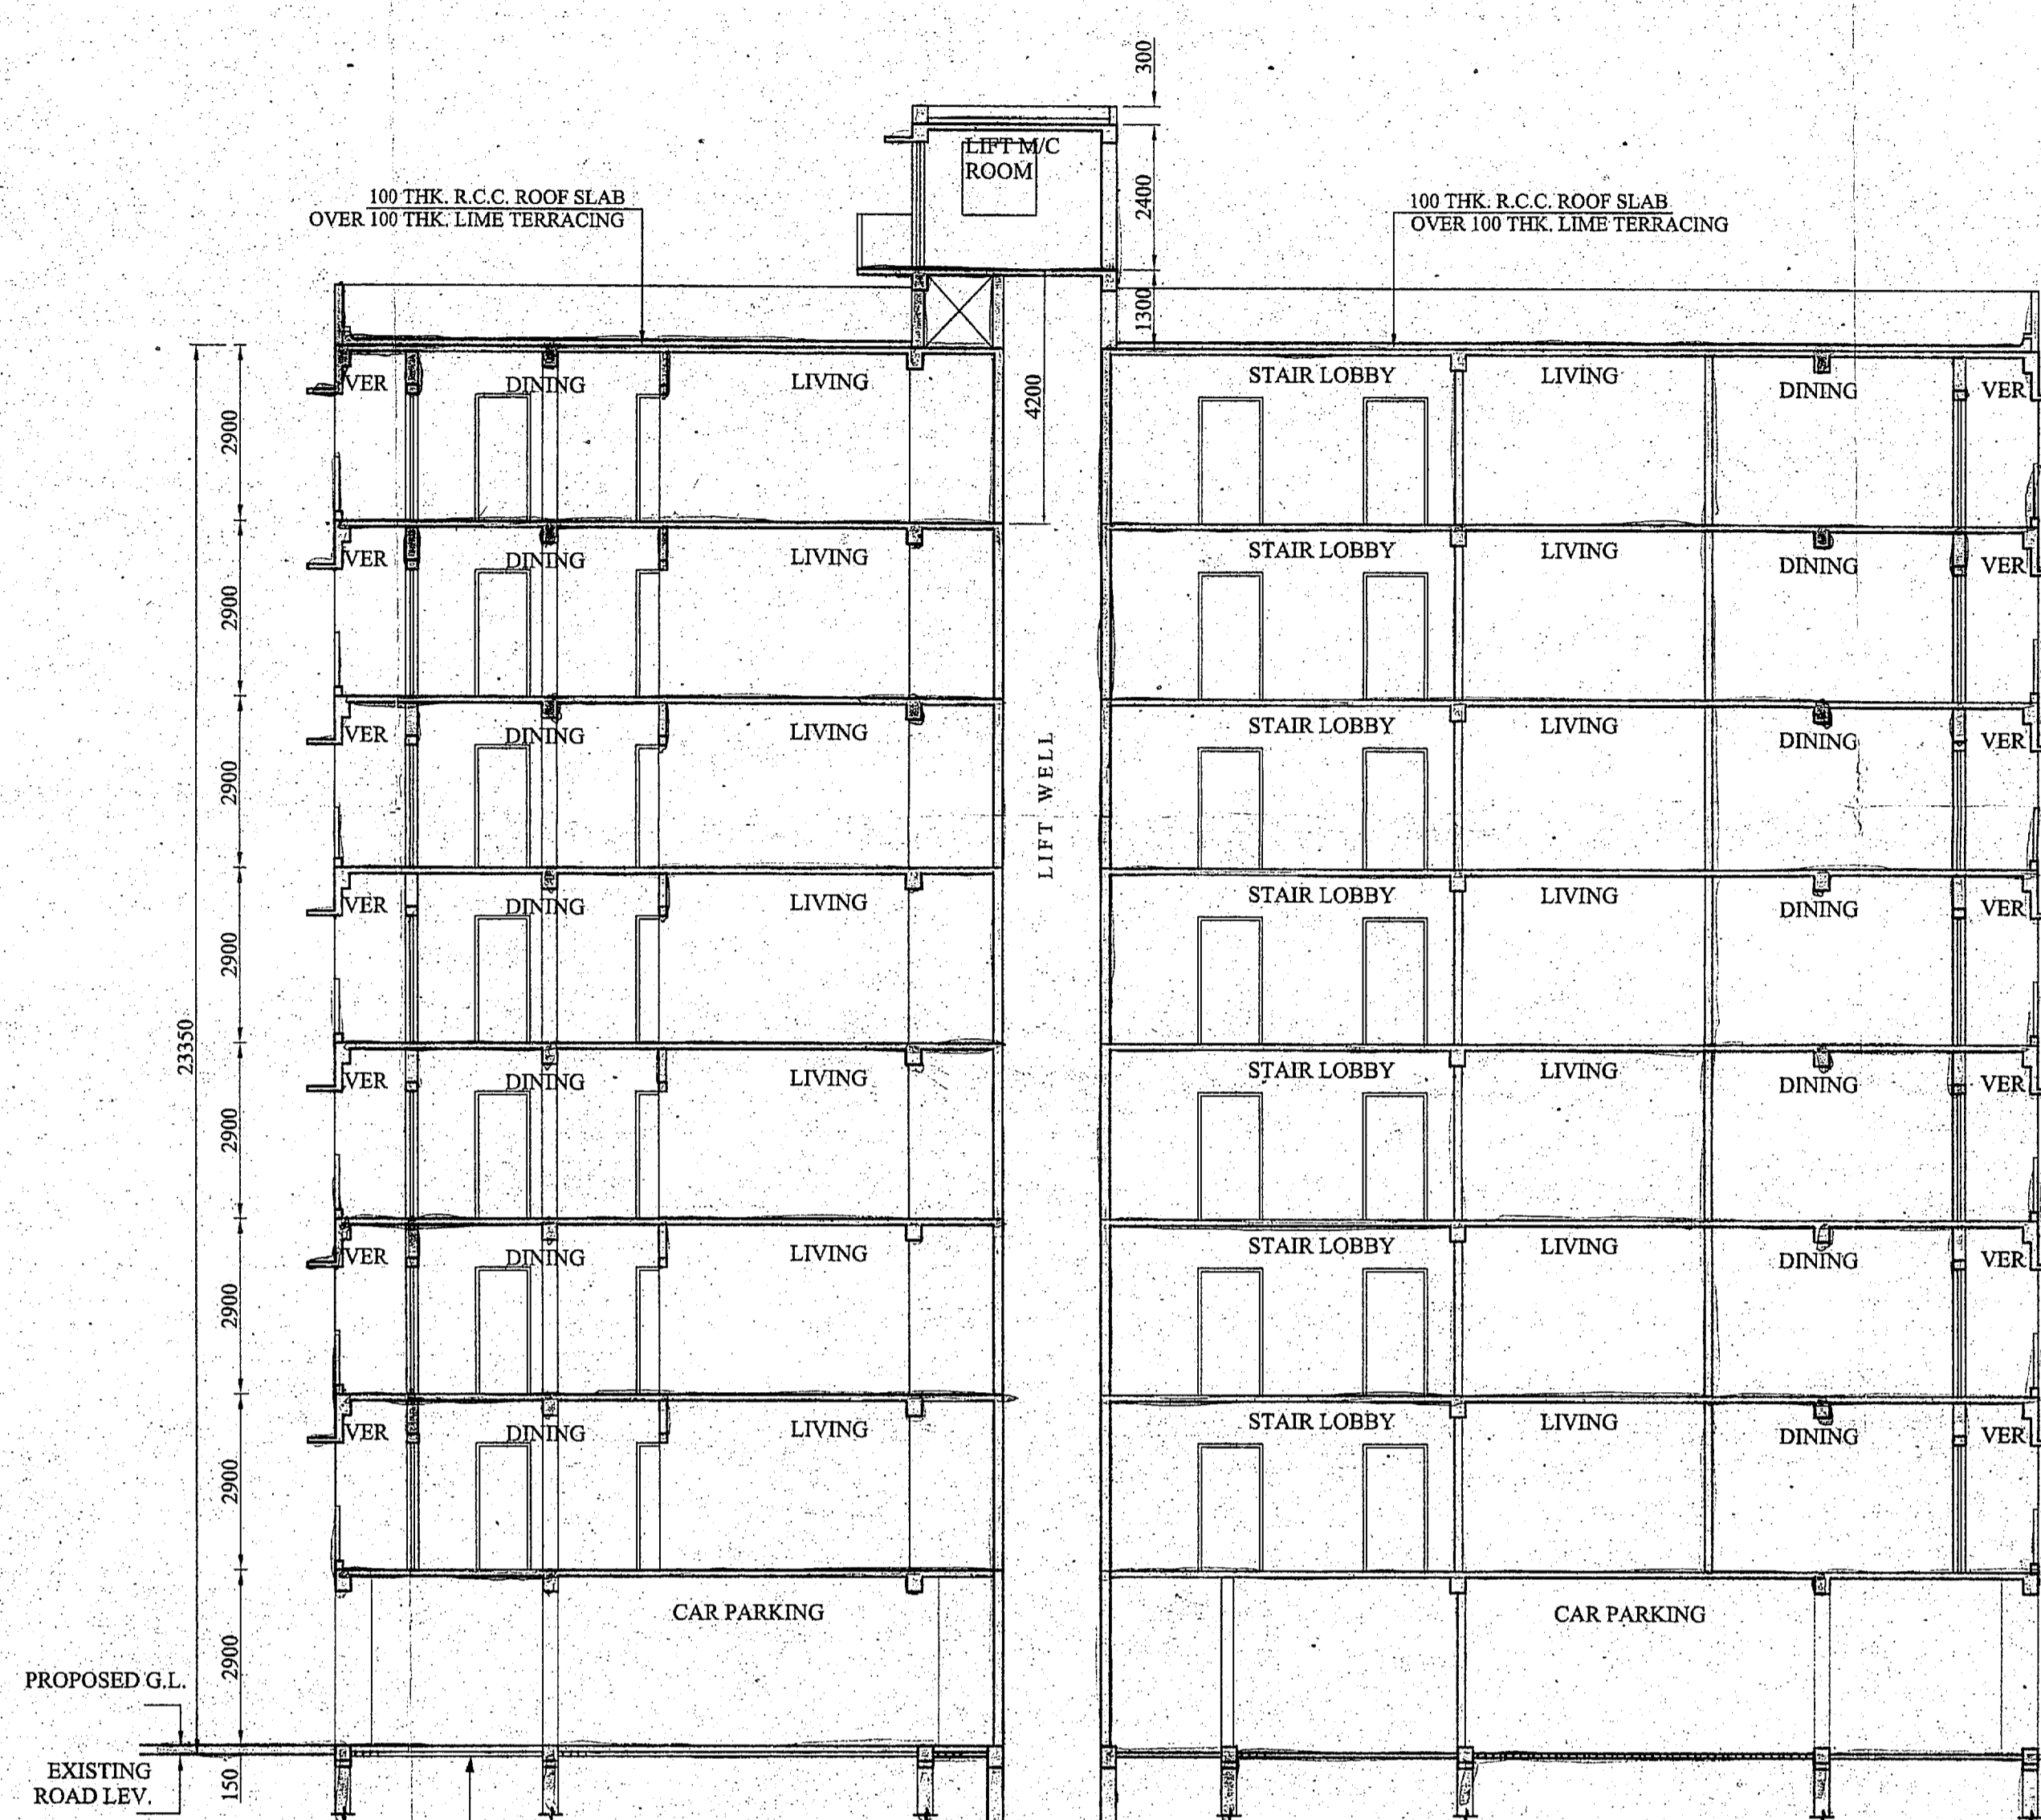 300
LIFT M/C
ROOM
2400
100 THK. R.C.C. ROOF SLAB
OVER 100 THK. LIME TERRACING
100 THK. R.C.C. ROOF SLAB
OVER 100 THK. LIME TERRACING
1300
VER DINING LIVING STAIR LOBBY LIVING DINING VER
4200
2900
VER DINING LIVING STAIR LOBBY LIVING DINING VER
2900
VER DINING LIVING STAIR LOBBY LIVING DINING VER
2900
LIFT WELL
VER DINING LIVING STAIR LOBBY LIVING DINING VER
2900
23350
VER DINING LIVING STAIR LOBBY LIVING DINING VER
2900
VER DINING LIVING STAIR LOBBY LIVING DINING VER
2900
VER DINING LIVING STAIR LOBBY LIVING DINING VER
2900
CAR PARKING CAR PARKING
2900
PROPOSED G.L.
EXISTING
ROAD LEV.
150